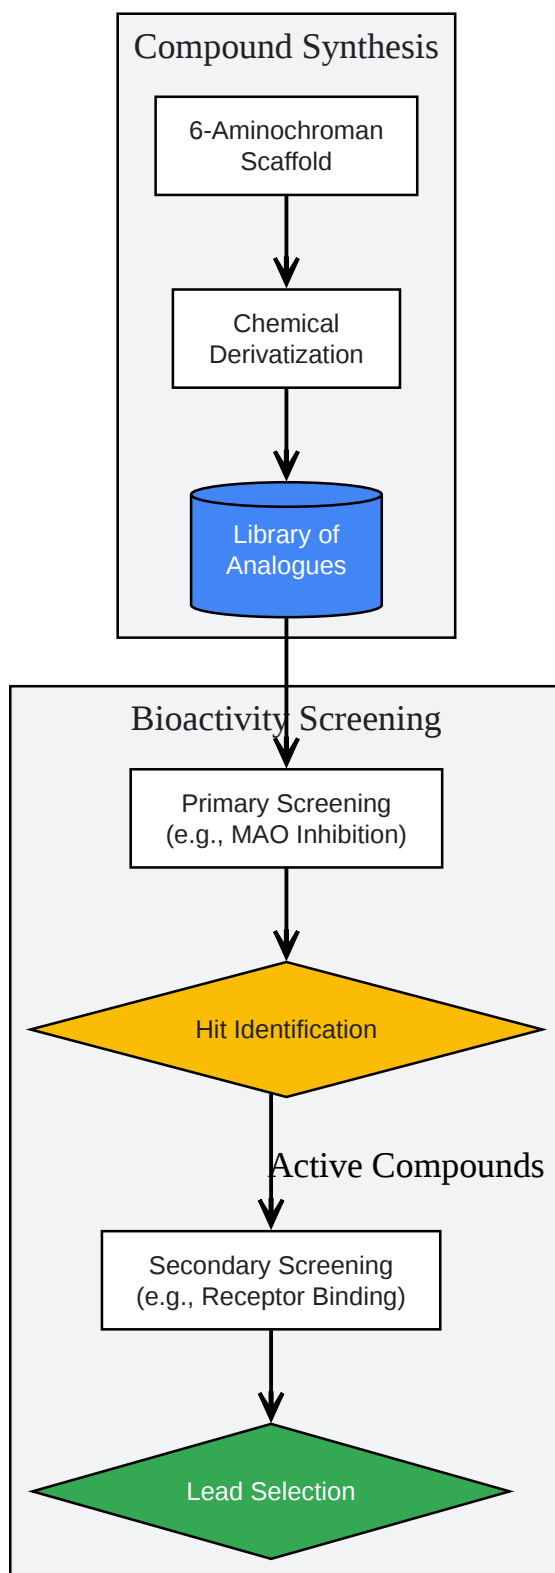 Compound Synthesis
6-Aminochroman
Scaffold
Chemical
Derivatization
Library of
Analogues
Bioactivity Screening
Primary Screening
(e.g., MAO Inhibition)
Hit Identification
Active Compounds
Secondary Screening
(e.g., Receptor Binding)
Lead Selection